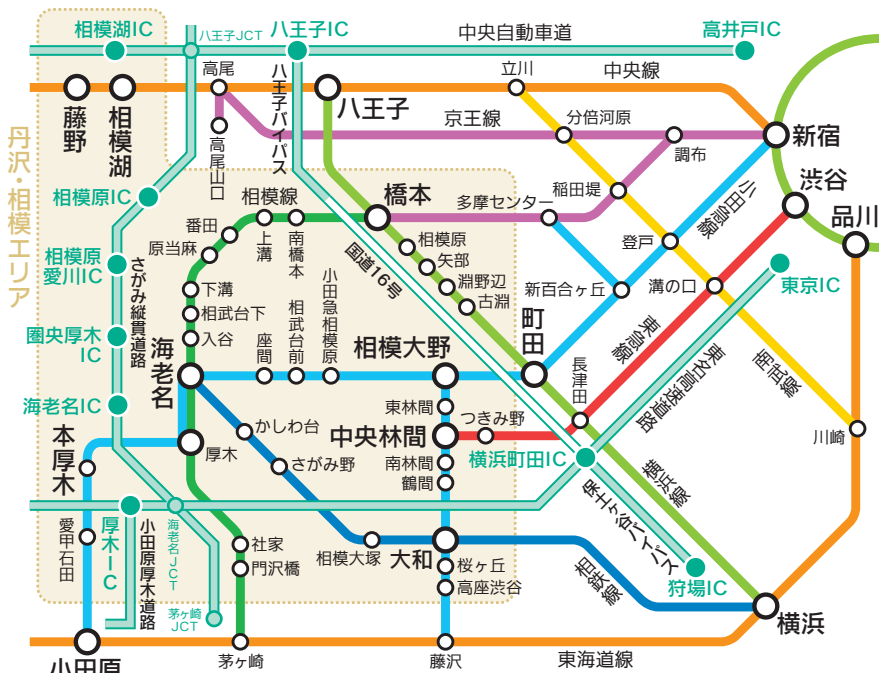 相模湖IC
八王子JCT
八王子IC
中央自動車道
高井戸IC
高尾
立川
中央線
藤野
相模湖
八王子バイパス
八王子
丹沢・相模エリア
高尾山口
京王線
分倍河原
調布
新宿
渋谷
品川
相模原IC
相模線
橋本
多摩センター
稲田堤
小田急線
番田
原当麻
上溝
南橋本
国道16号
相模原
矢部
淵野辺
古淵
登戸
相模原
愛川IC
さがみ縦貫道路
下溝
相武台下
入谷
新百合ヶ丘
溝の口
東京IC
圏央厚木
IC
海老名
座間
相武台前
小田急相模原
相模大野
町田
長津田
東急線
東名高速道路
南武線
海老名IC
東林間
つきみ野
中央林間
川崎
本厚木
厚木
かしわ台
さがみ野
南林間
鶴間
横浜町田IC
横浜線
保土ヶ谷バイパス
愛甲石田
厚木IC
小田原厚木道路
海老名JCT
社家
門沢橋
相模大塚
大和
桜ヶ丘
高座渋谷
相鉄線
狩場IC
茅ヶ崎
JCT
横浜
小田原
茅ヶ崎
藤沢
東海道線